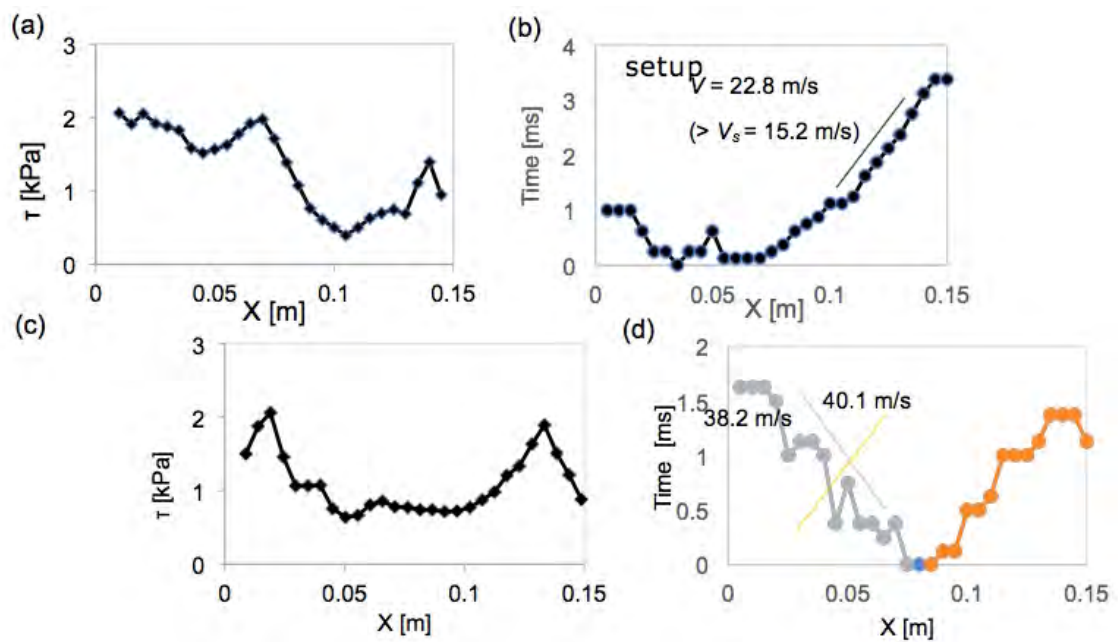 (a)
3
2
1
0
τ [kPa]
0 0.05 0.1 0.15
X [m]
(b)
4
3
2
1
0
Time [ms]
setup
V = 22.8 m/s
(> Vs = 15.2 m/s)
0 0.05 0.1 0.15
X [m]
(c)
3
2
1
0
τ [kPa]
0 0.05 0.1 0.15
X [m]
(d)
2
1.5
1
0.5
0
Time [ms]
38.2 m/s
40.1 m/s
0 0.05 0.1 0.15
X [m]